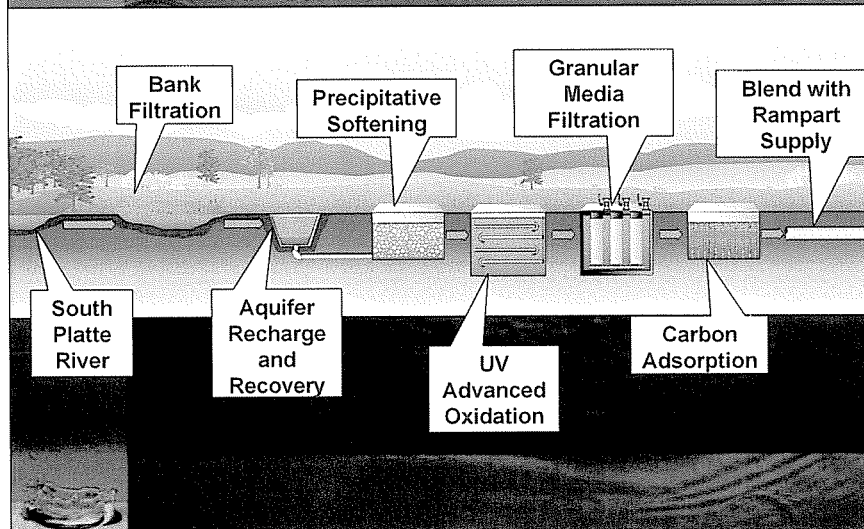 Bank
Filtration
Precipitative
Softening
Granular
Media
Filtration
Blend with
Rampart
Supply
South
Platte
River
Aquifer
Recharge
and
Recovery
UV
Advanced
Oxidation
Carbon
Adsorption